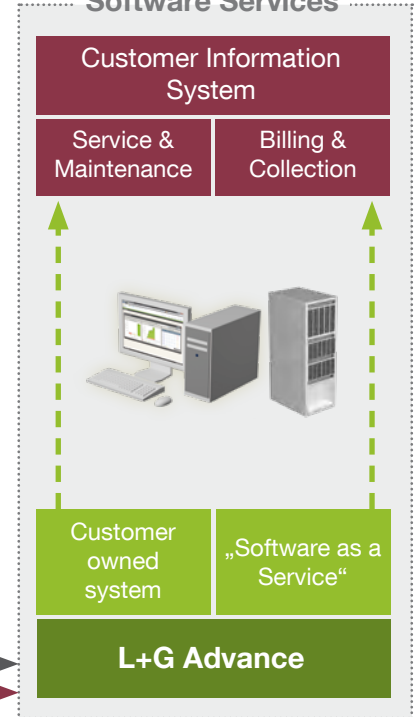 Software Services
Customer Information
System
Service &
Maintenance
Billing &
Collection
Customer
owned
system
„Software as a
Service“
L+G Advance